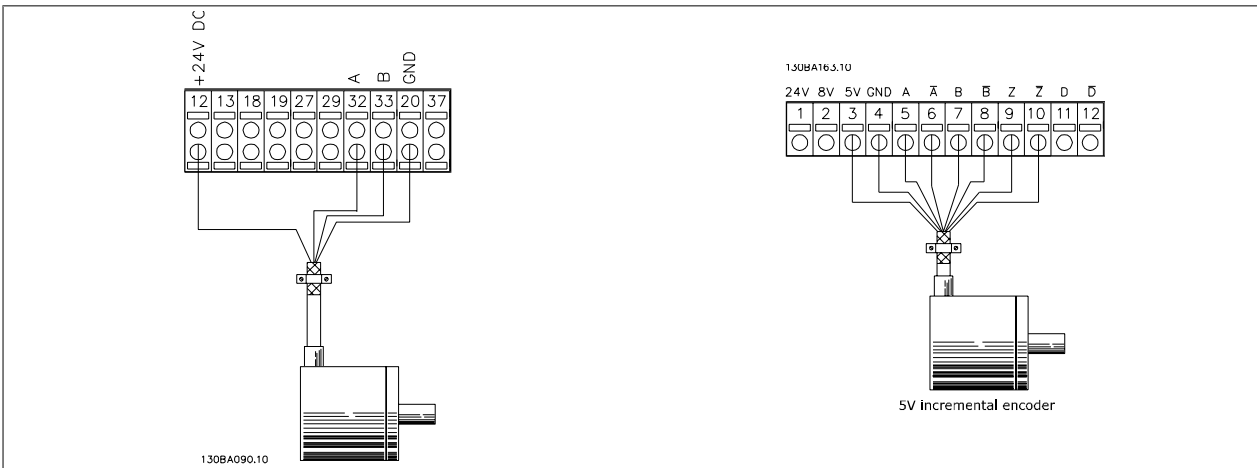 +24V DC
A
B
GND
12 13 18 19 27 29 32 33 20 37
130BA090.10
130BA163.10
24V 8V 5V GND A A̅ B B̅ Z Z̅ D D̅
1 2 3 4 5 6 7 8 9 10 11 12
5V incremental encoder